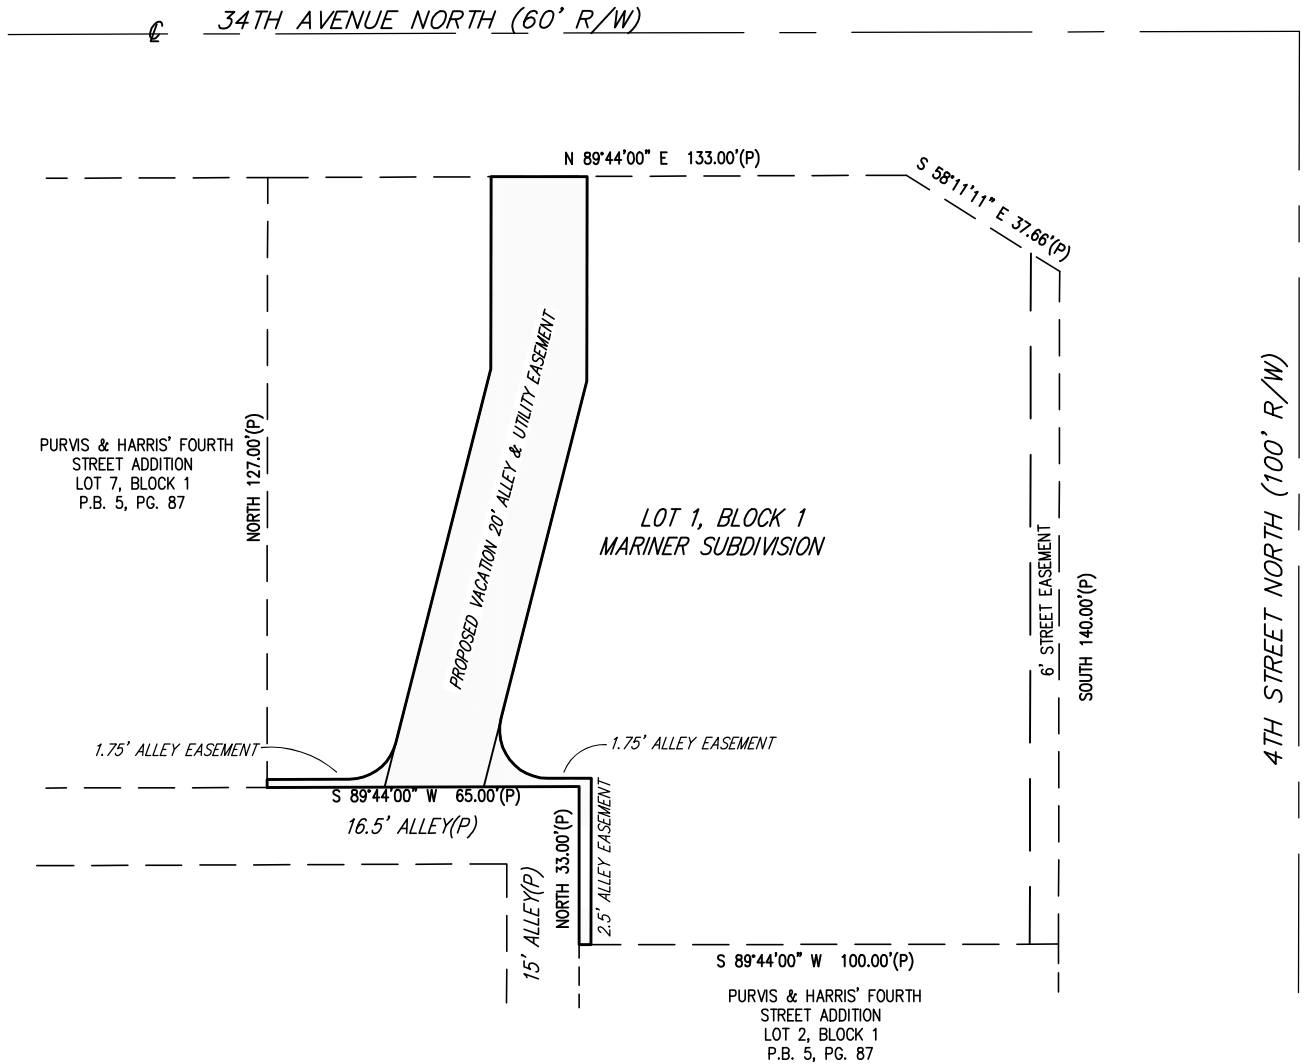 34TH AVENUE NORTH (60' R/W)
N 89°44'00" E 133.00'(P)
S 58°11'11" E 37.66'(P)
PROPOSED VACATION 20' ALLEY & UTILITY EASEMENT
NORTH 127.00'(P)
PURVIS & HARRIS' FOURTH
STREET ADDITION
LOT 7, BLOCK 1
P.B. 5, PG. 87
LOT 1, BLOCK 1
MARINER SUBDIVISION
6' STREET EASEMENT
SOUTH 140.00'(P)
4TH STREET NORTH (100' R/W)
1.75' ALLEY EASEMENT
1.75' ALLEY EASEMENT
S 89°44'00" W 65.00'(P)
16.5' ALLEY(P)
15' ALLEY(P)
NORTH 33.00'(P)
2.5' ALLEY EASEMENT
S 89°44'00" W 100.00'(P)
PURVIS & HARRIS' FOURTH
STREET ADDITION
LOT 2, BLOCK 1
P.B. 5, PG. 87